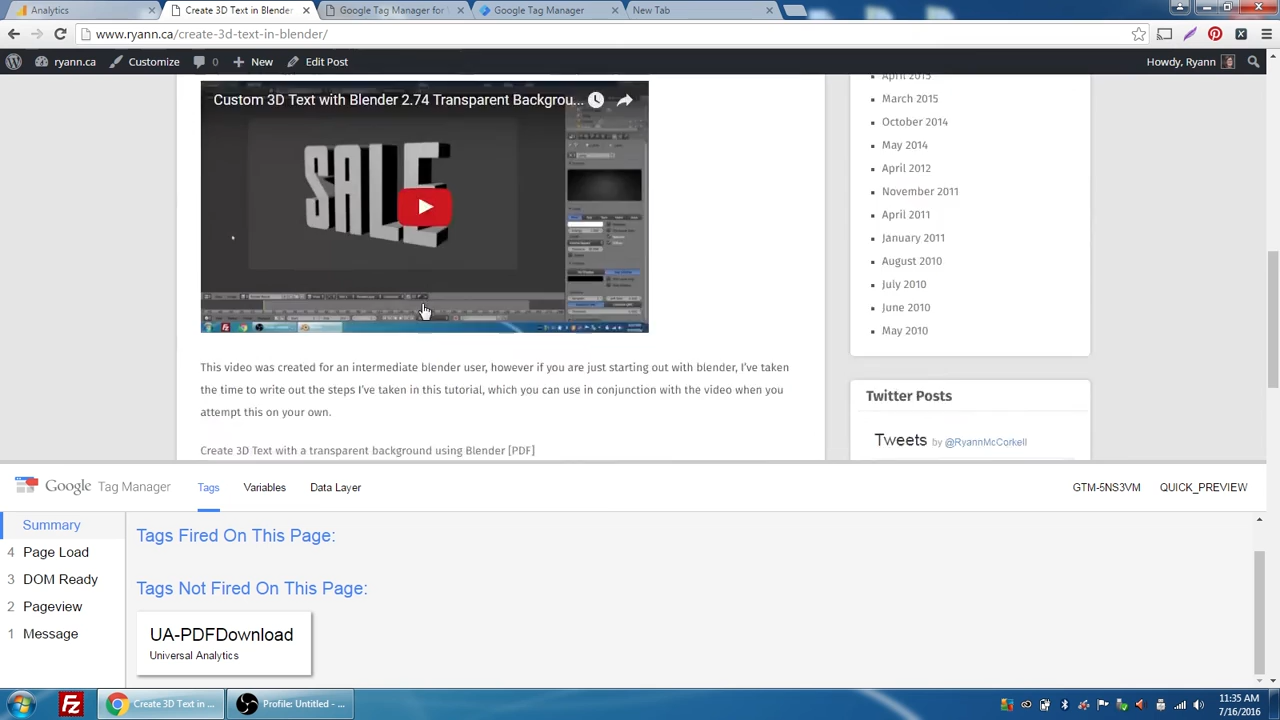 Analytics
Create 3D Text in Blender
Google Tag Manager for
Google Tag Manager
New Tab
www.ryann.ca/create-3d-text-in-blender/
ryann.ca
Customize
0
New
Edit Post
Howdy, Ryann
Custom 3D Text with Blender 2.74 Transparent Backgrou...
SALE
This video was created for an intermediate blender user, however if you are just starting out with blender, I've taken
the time to write out the steps I've taken in this tutorial, which you can use in conjunction with the video when you
attempt this on your own.
Create 3D Text with a transparent background using Blender [PDF]
April 2015
March 2015
October 2014
May 2014
April 2012
November 2011
April 2011
January 2011
August 2010
July 2010
June 2010
May 2010
Twitter Posts
Tweets by @RyannMcCorkell
Google Tag Manager
Tags
Variables
Data Layer
GTM-5NS3VM
QUICK_PREVIEW
Summary
4 Page Load
3 DOM Ready
2 Pageview
1 Message
Tags Fired On This Page:
Tags Not Fired On This Page:
UA-PDFDownload
Universal Analytics
Create 3D Text in ...
Profile: Untitled - ...
11:35 AM
7/16/2016